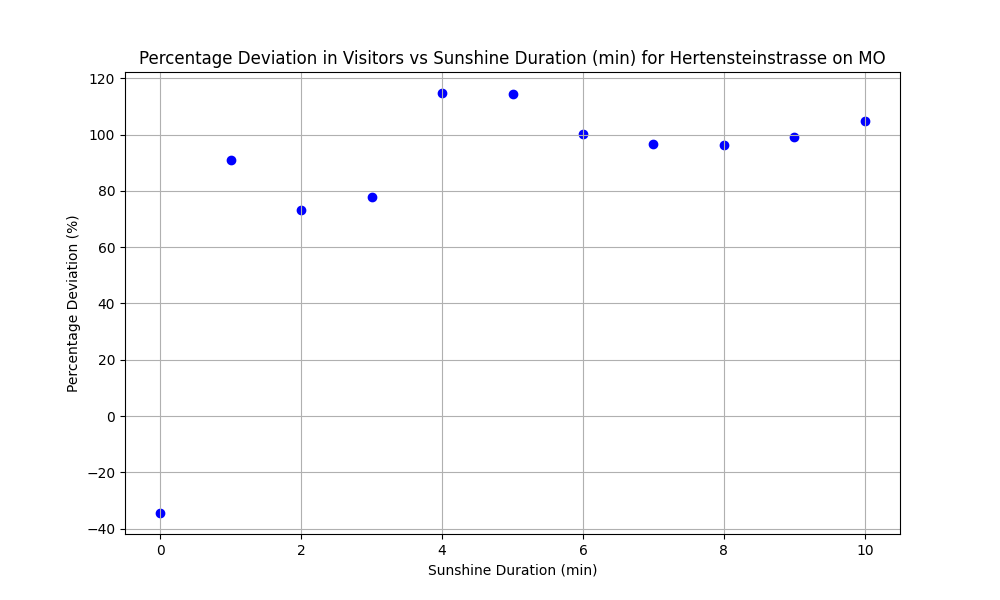 Percentage Deviation in Visitors vs Sunshine Duration (min) for Hertensteinstrasse on MO
120
100
80
60
40
20
0
−20
−40
Percentage Deviation (%)
0 2 4 6 8 10
Sunshine Duration (min)